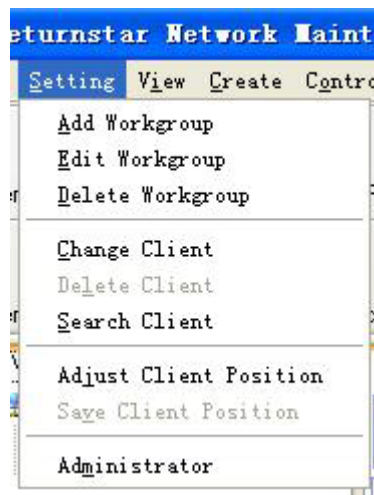 eturnstar Network Maint
Setting View Create Contro
Add Workgroup
Edit Workgroup
Delete Workgroup
Change Client
Delete Client
Search Client
Adjust Client Position
Save Client Position
Administrator